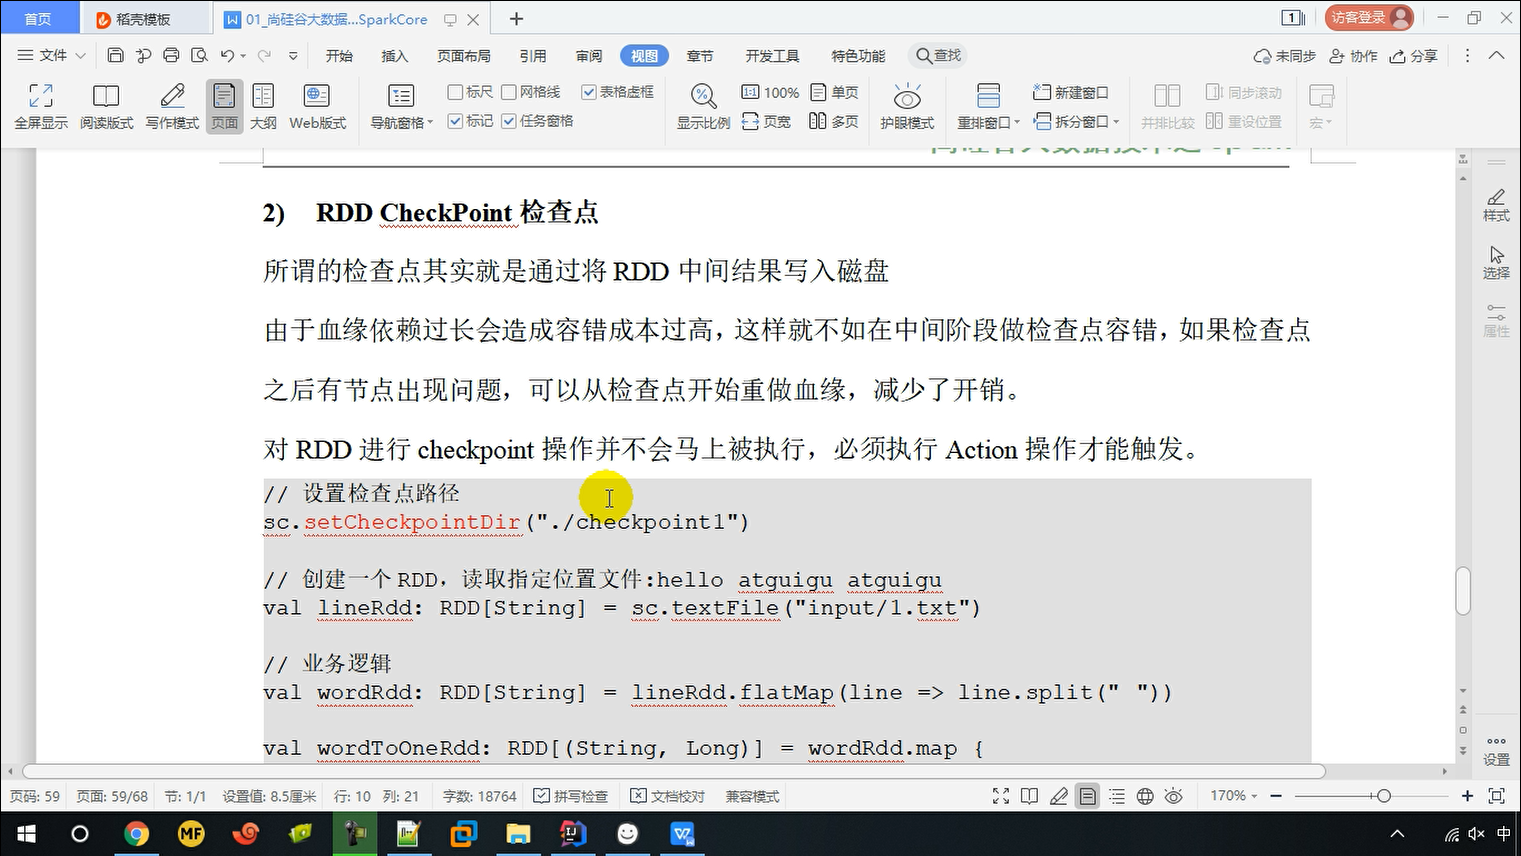 首页
稻壳模板
W 01_尚硅谷大数据...SparkCore
1
访客登录
文件
开始
插入
页面布局
引用
审阅
视图
章节
开发工具
特色功能
查找
未同步
协作
分享
标尺
网格线
表格虚框
1:1 100%
单页
新建窗口
同步滚动
全屏显示
阅读版式
写作模式
页面
大纲
Web版式
导航窗格
标记
任务窗格
显示比例
页宽
多页
护眼模式
重排窗口
拆分窗口
并排比较
重设位置
宏
2) RDD CheckPoint 检查点
所谓的检查点其实就是通过将 RDD 中间结果写入磁盘
由于血缘依赖过长会造成容错成本过高，这样就不如在中间阶段做检查点容错，如果检查点
之后有节点出现问题，可以从检查点开始重做血缘，减少了开销。
对 RDD 进行 checkpoint 操作并不会马上被执行，必须执行 Action 操作才能触发。
// 设置检查点路径
sc.setCheckpointDir("./checkpoint1")
// 创建一个 RDD，读取指定位置文件:hello atguigu atguigu
val lineRdd: RDD[String] = sc.textFile("input/1.txt")
// 业务逻辑
val wordRdd: RDD[String] = lineRdd.flatMap(line => line.split(" "))
val wordToOneRdd: RDD[(String, Long)] = wordRdd.map {
样式
选择
属性
设置
页码: 59
页面: 59/68
节: 1/1
设置值: 8.5厘米
行: 10
列: 21
字数: 18764
拼写检查
文档校对
兼容模式
170%
MF
中